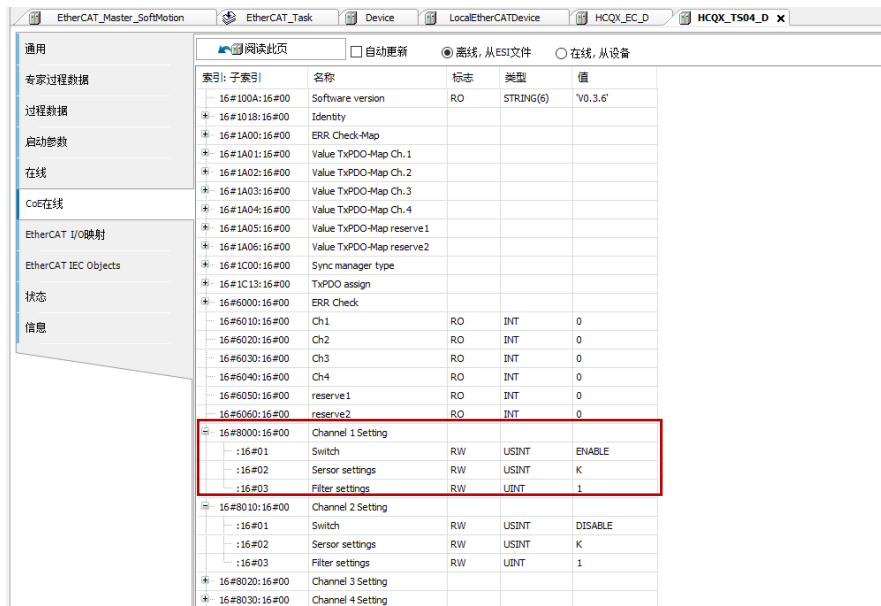 EtherCAT_Master_SoftMotion EtherCAT_Task Device LocalEtherCATDevice HCQX_EC_D HCQX_TS04_D x
通用
专家过程数据
过程数据
启动参数
在线
CoE在线
EtherCAT I/O映射
EtherCAT IEC Objects
状态
信息
阅读此页 自动更新 离线, 从ESI文件 在线, 从设备
索引: 子索引 名称 标志 类型 值
16#100A:16#00 Software version RO STRING(6) 'V0.3.6'
16#1018:16#00 Identity
16#1A00:16#00 ERR Check-Map
16#1A01:16#00 Value TxPDO-Map Ch.1
16#1A02:16#00 Value TxPDO-Map Ch.2
16#1A03:16#00 Value TxPDO-Map Ch.3
16#1A04:16#00 Value TxPDO-Map Ch.4
16#1A05:16#00 Value TxPDO-Map reserve1
16#1A06:16#00 Value TxPDO-Map reserve2
16#1C00:16#00 Sync manager type
16#1C13:16#00 TxPDO assign
16#6000:16#00 ERR Check
16#6010:16#00 Ch1 RO INT 0
16#6020:16#00 Ch2 RO INT 0
16#6030:16#00 Ch3 RO INT 0
16#6040:16#00 Ch4 RO INT 0
16#6050:16#00 reserve1 RO INT 0
16#6060:16#00 reserve2 RO INT 0
16#8000:16#00 Channel 1 Setting
:16#01 Switch RW USINT ENABLE
:16#02 Sersor settings RW USINT K
:16#03 Filter settings RW UINT 1
16#8010:16#00 Channel 2 Setting
:16#01 Switch RW USINT DISABLE
:16#02 Sersor settings RW USINT K
:16#03 Filter settings RW UINT 1
16#8020:16#00 Channel 3 Setting
16#8030:16#00 Channel 4 Setting